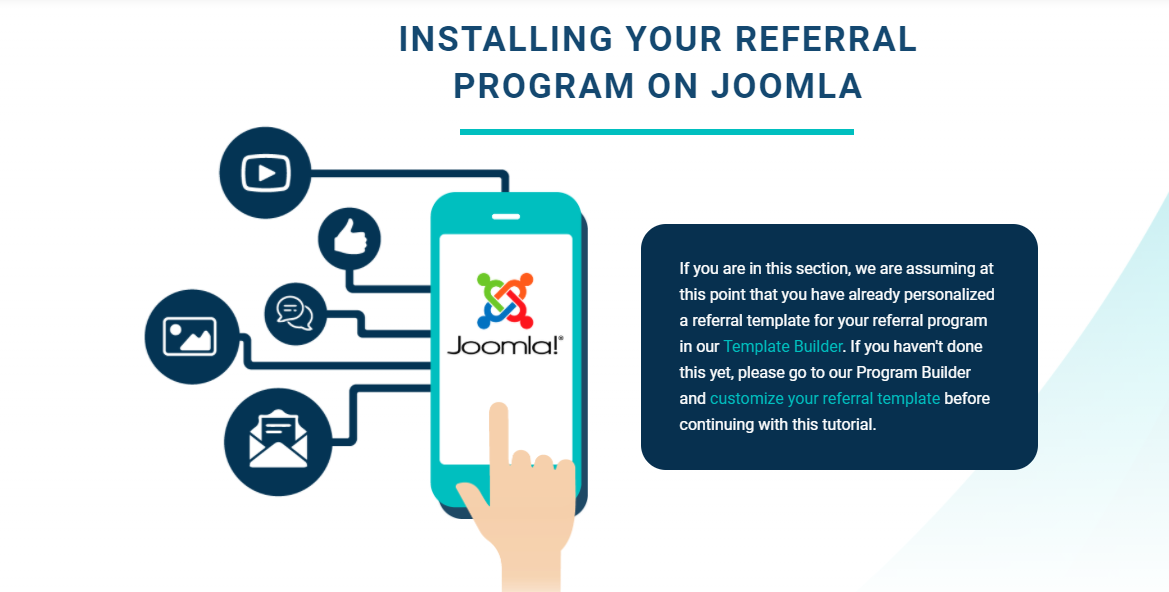 INSTALLING YOUR REFERRAL
PROGRAM ON JOOMLA
Joomla!®
If you are in this section, we are assuming at
this point that you have already personalized
a referral template for your referral program
in our Template Builder. If you haven't done
this yet, please go to our Program Builder
and customize your referral template before
continuing with this tutorial.